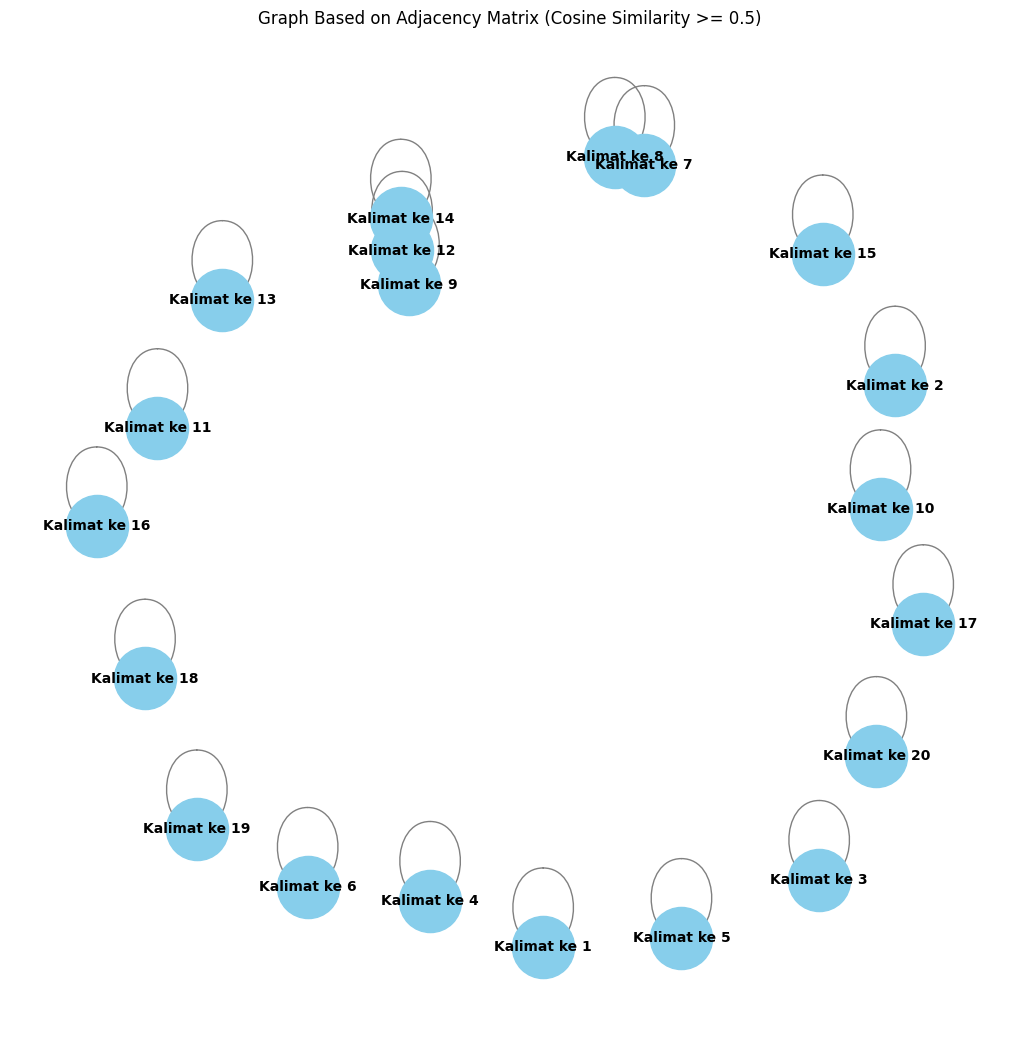 Graph Based on Adjacency Matrix (Cosine Similarity >= 0.5)
Kalimat ke 8
Kalimat ke 7
Kalimat ke 14
Kalimat ke 12
Kalimat ke 15
Kalimat ke 9
Kalimat ke 13
Kalimat ke 2
Kalimat ke 11
Kalimat ke 10
Kalimat ke 16
Kalimat ke 17
Kalimat ke 18
Kalimat ke 20
Kalimat ke 19
Kalimat ke 3
Kalimat ke 6
Kalimat ke 4
Kalimat ke 5
Kalimat ke 1